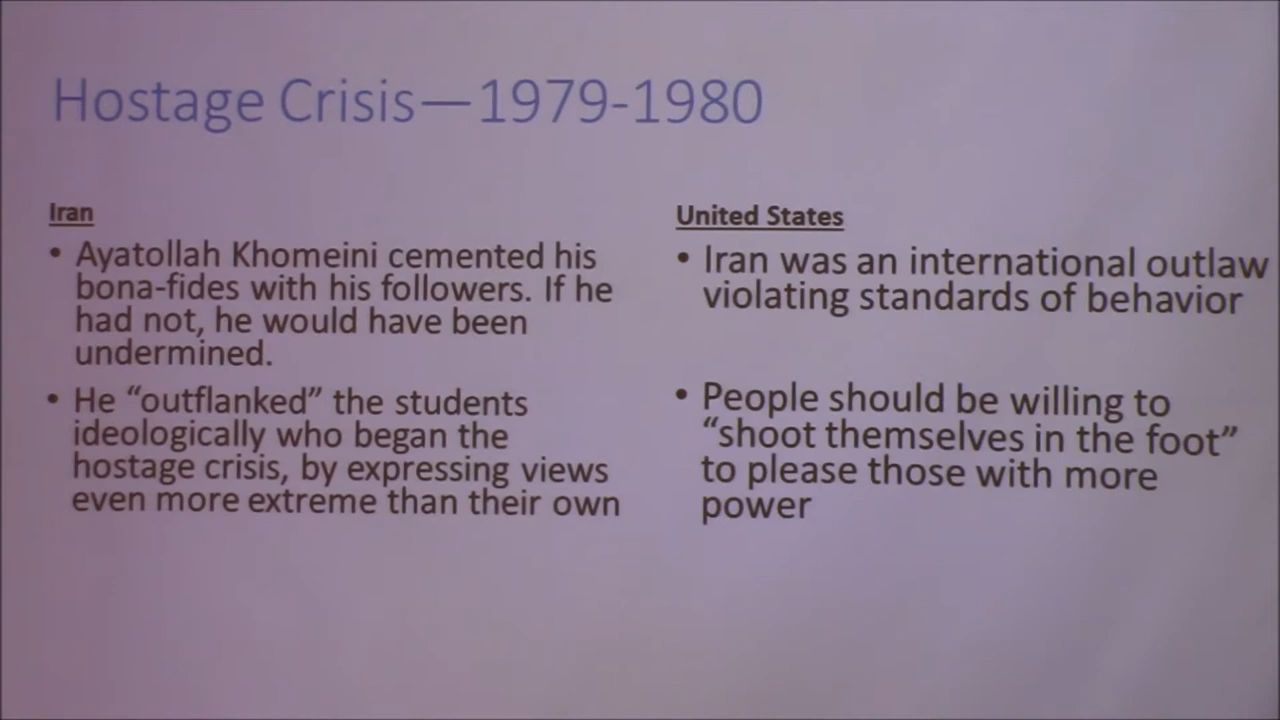 Hostage Crisis—1979-1980
Iran
• Ayatollah Khomeini cemented his
bona-fides with his followers. If he
had not, he would have been
undermined.
• He “outflanked” the students
ideologically who began the
hostage crisis, by expressing views
even more extreme than their own
United States
• Iran was an international outlaw
violating standards of behavior
• People should be willing to
“shoot themselves in the foot”
to please those with more
power